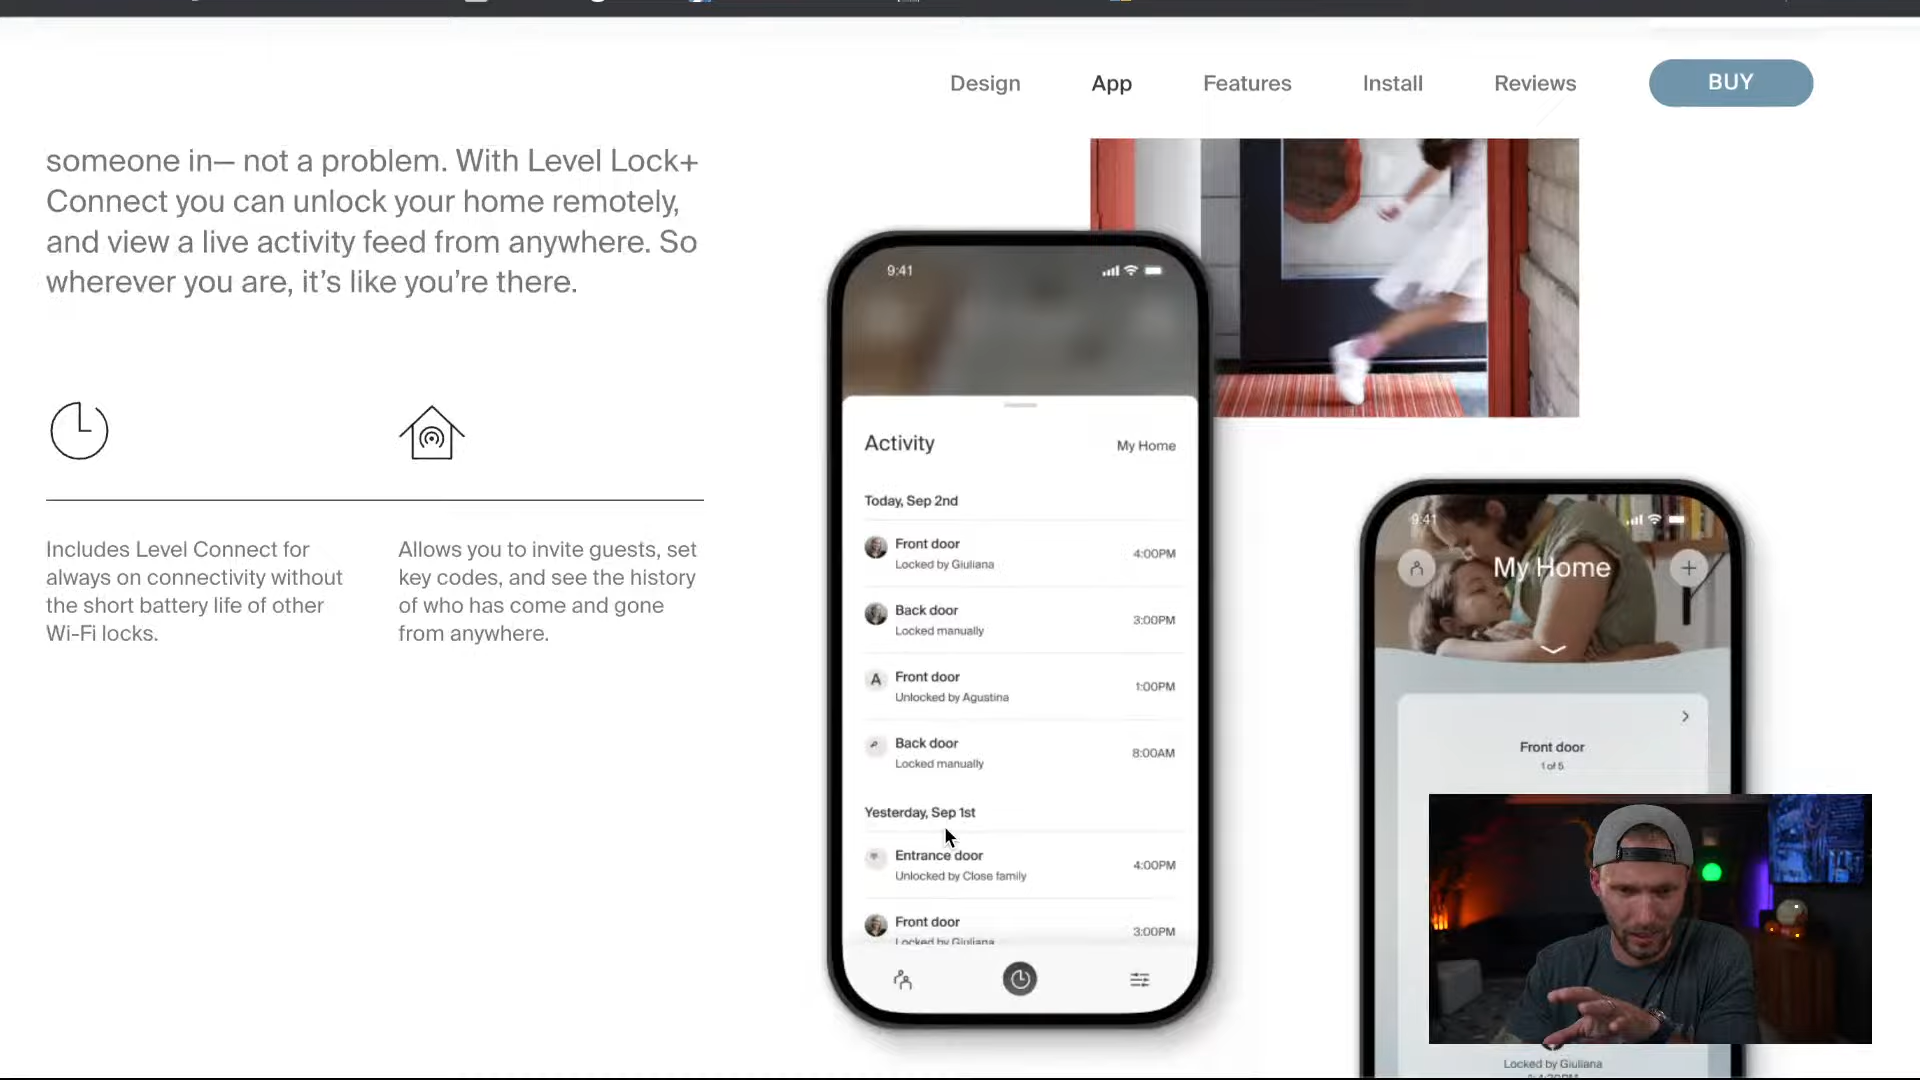 Design
App
Features
Install
Reviews
BUY
someone in— not a problem. With Level Lock+
Connect you can unlock your home remotely,
and view a live activity feed from anywhere. So
wherever you are, it's like you're there.
Includes Level Connect for
always on connectivity without
the short battery life of other
Wi-Fi locks.
Allows you to invite guests, set
key codes, and see the history
of who has come and gone
from anywhere.
9:41
Activity
My Home
Today, Sep 2nd
Front door
Locked by Giuliana
4:00PM
Back door
Locked manually
3:00PM
A
Front door
Unlocked by Agustina
1:00PM
Back door
Locked manually
8:00AM
Yesterday, Sep 1st
Entrance door
Unlocked by Close family
4:00PM
Front door
Locked by Giuliana
3:00PM
9:41
My Home
Front door
1 of 5
Locked by Giuliana